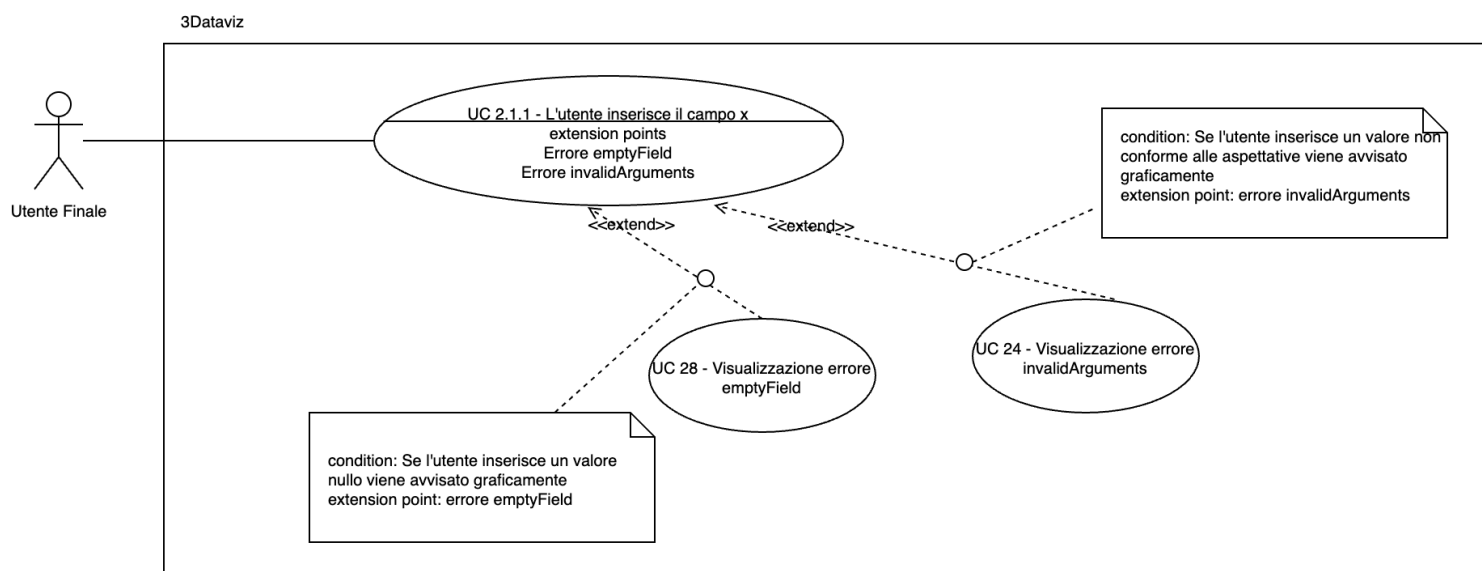 3Dataviz
Utente Finale
UC 2.1.1 - L'utente inserisce il campo x
extension points
Errore emptyField
Errore invalidArguments
condition: Se l'utente inserisce un valore non
conforme alle aspettative viene avvisato
graficamente
extension point: errore invalidArguments
<<extend>>
<<extend>>
UC 28 - Visualizzazione errore
emptyField
UC 24 - Visualizzazione errore
invalidArguments
condition: Se l'utente inserisce un valore
nullo viene avvisato graficamente
extension point: errore emptyField